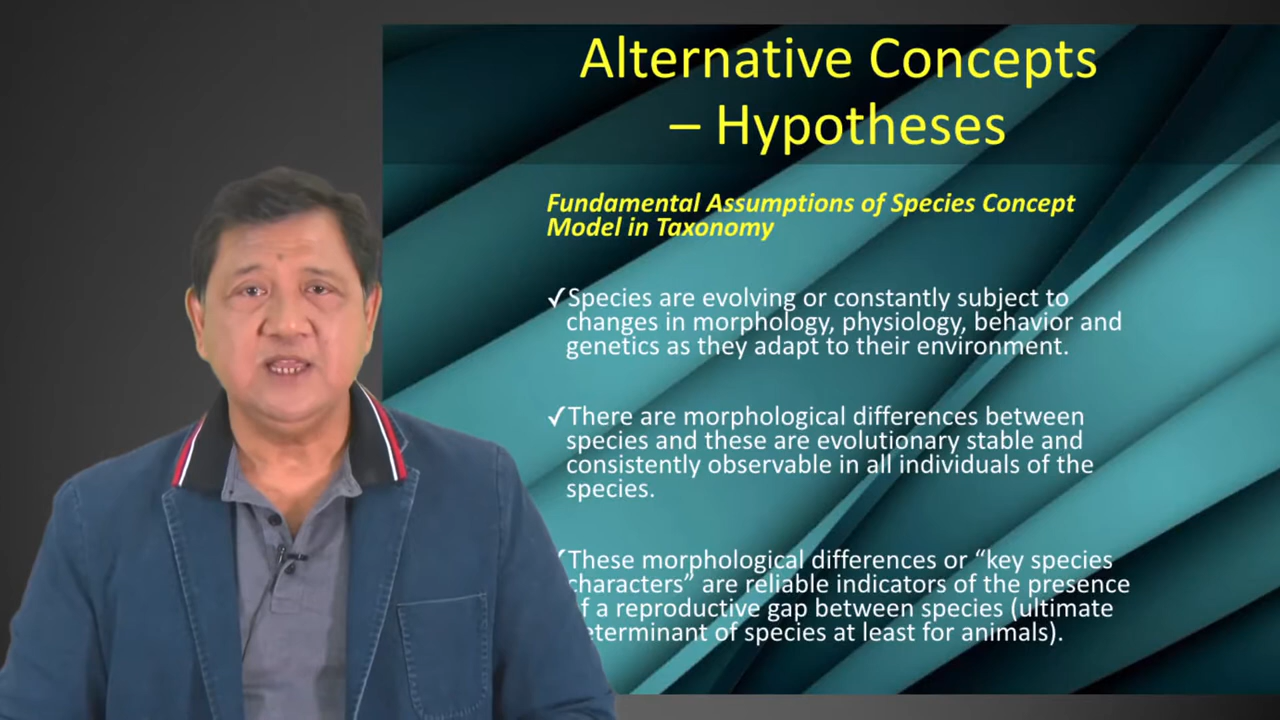 Alternative Concepts
– Hypotheses
Fundamental Assumptions of Species Concept
Model in Taxonomy
✓Species are evolving or constantly subject to
changes in morphology, physiology, behavior and
genetics as they adapt to their environment.
✓There are morphological differences between
species and these are evolutionary stable and
consistently observable in all individuals of the
species.
✓These morphological differences or “key species
characters” are reliable indicators of the presence
of a reproductive gap between species (ultimate
determinant of species at least for animals).